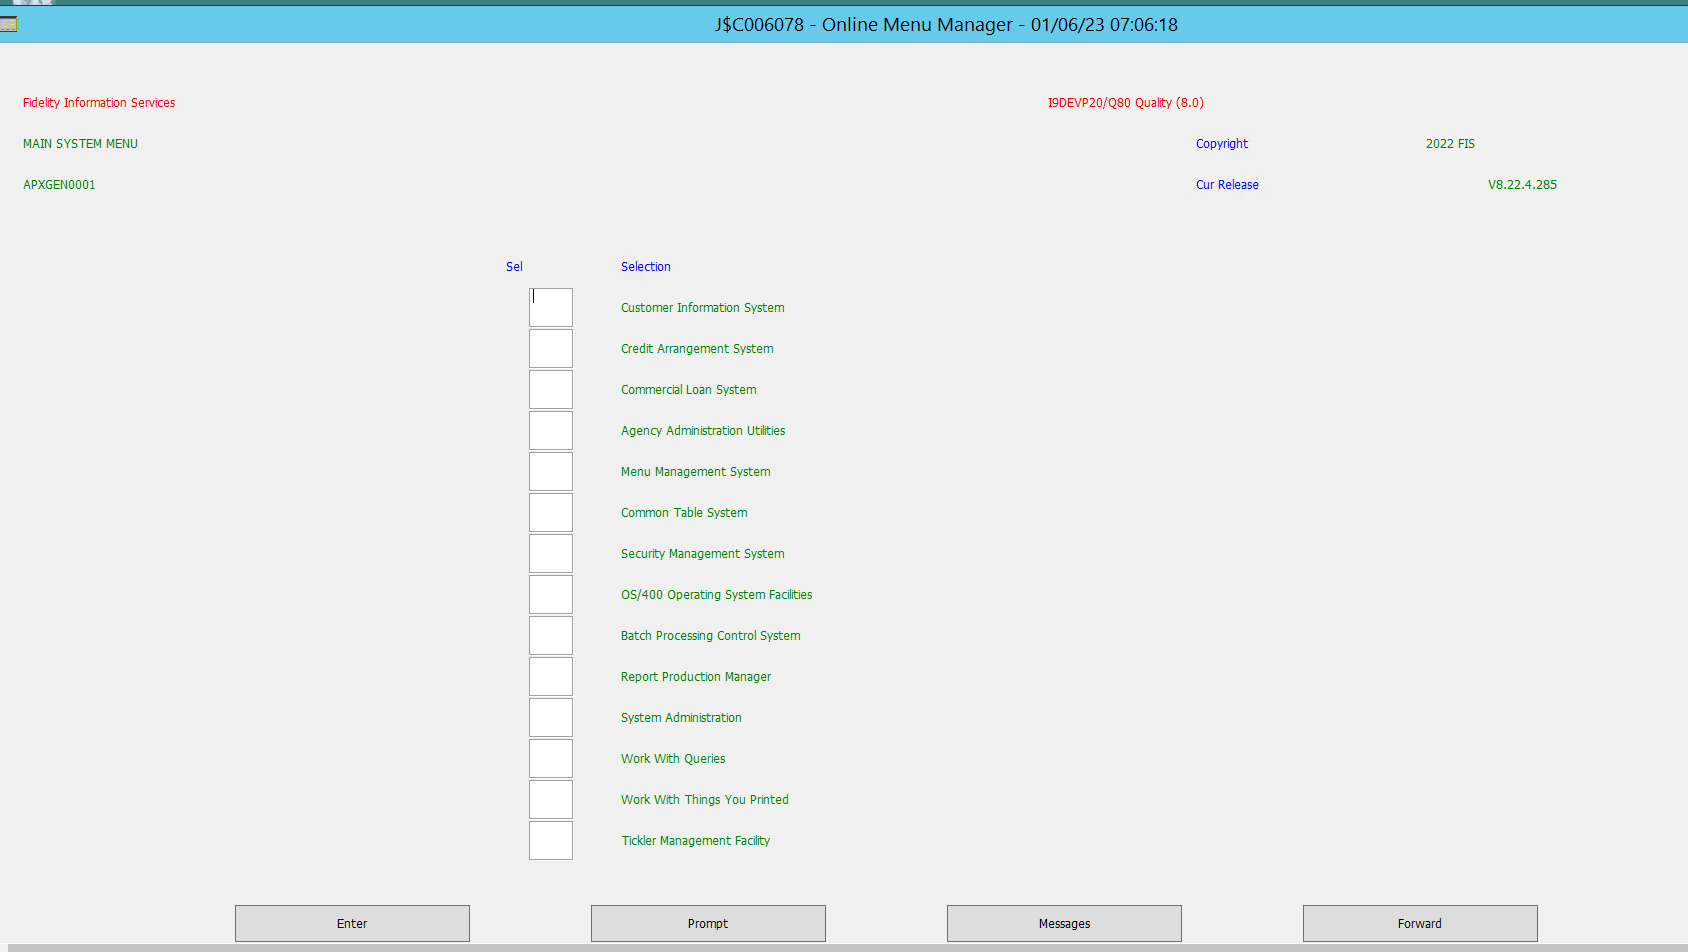 J$C006078 - Online Menu Manager - 01/06/23 07:06:18
Fidelity Information Services I9DEVP20/Q80 Quality (8.0)
MAIN SYSTEM MENU Copyright 2022 FIS
APXGEN0001 Cur Release V8.22.4.285
Sel Selection
Customer Information System
Credit Arrangement System
Commercial Loan System
Agency Administration Utilities
Menu Management System
Common Table System
Security Management System
OS/400 Operating System Facilities
Batch Processing Control System
Report Production Manager
System Administration
Work With Queries
Work With Things You Printed
Tickler Management Facility
Enter Prompt Messages Forward